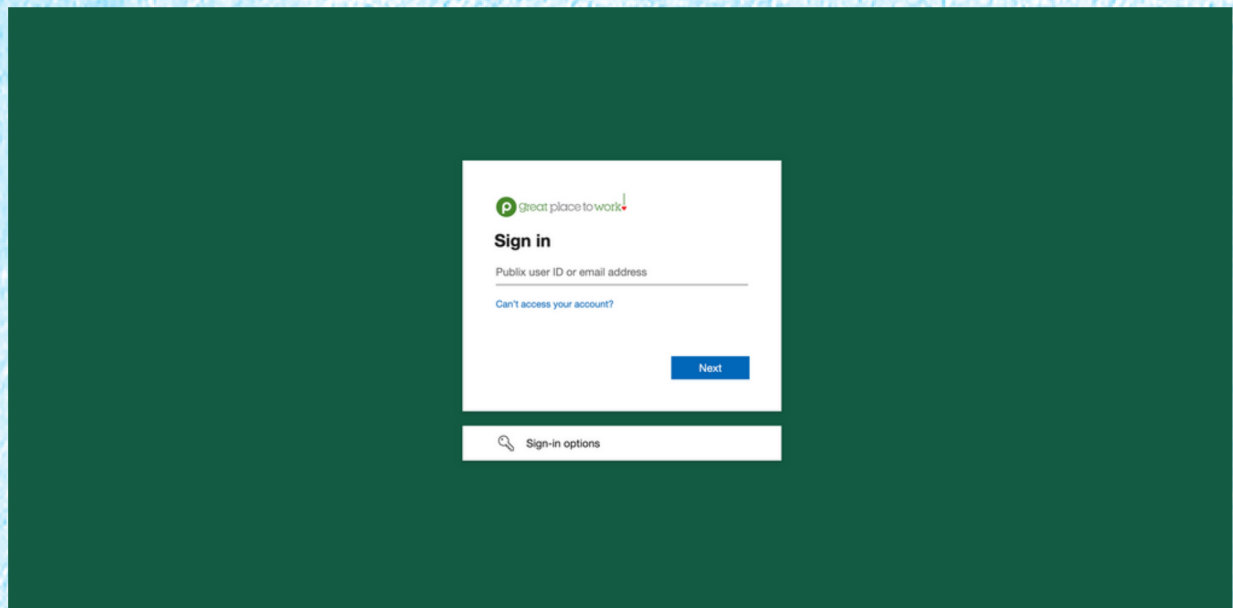 p great place to work!
Sign in
Publix user ID or email address
Can't access your account?
Next
Sign-in options